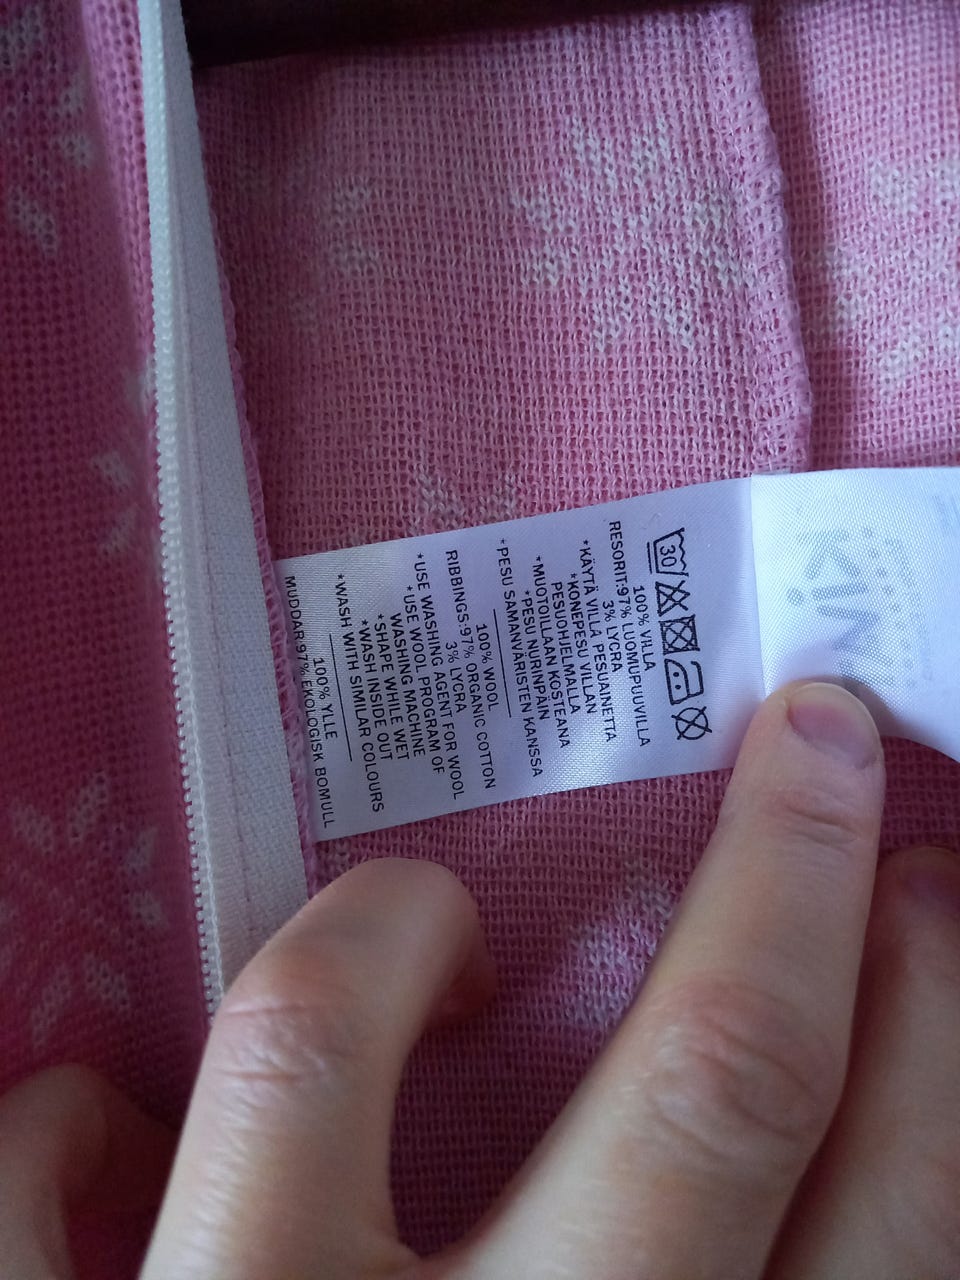 30
100% VILLA
RESORIT:97% LUOMUPUUVILLA
3% LYCRA
*KÄYTÄ VILLA PESUAINETTA
*KONEPESU VILLAN
PESUOHJELMALLA
*MUOTOILLAAN KOSTEANA
*PESU NURINPÄIN
*PESU SAMANVÄRISTEN KANSSA
100% WOOL
RIBBINGS:97% ORGANIC COTTON
3% LYCRA
*USE WASHING AGENT FOR WOOL
*USE WOOL PROGRAM OF
WASHING MACHINE
*SHAPE WHILE WET
*WASH INSIDE OUT
*WASH WITH SIMILAR COLOURS
100% YLLE
MUDDAR:97% EKOLOGISK BOMULL